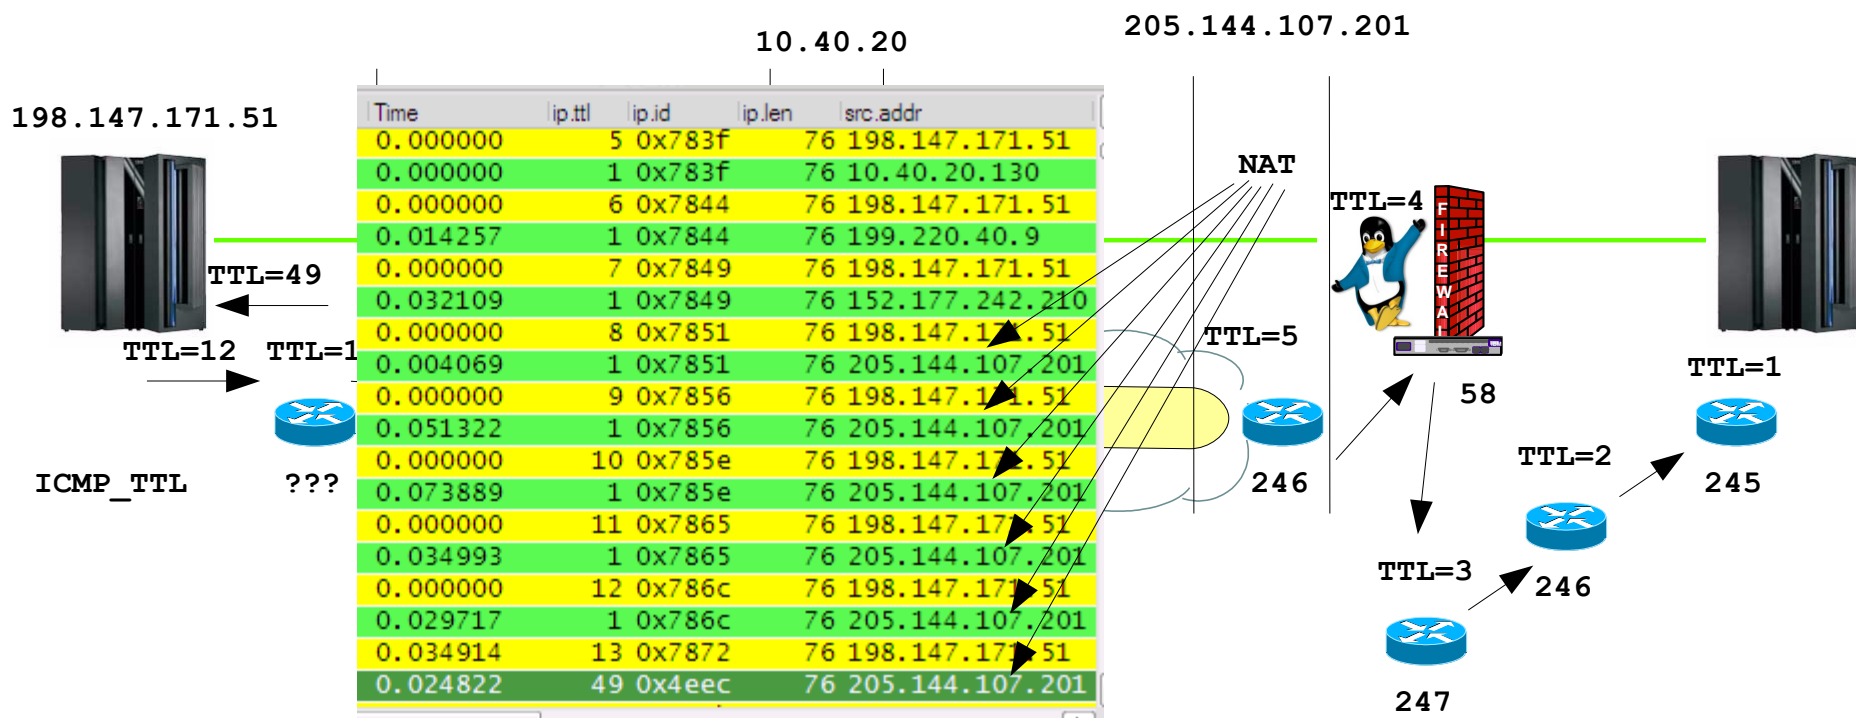 10.40.20
205.144.107.201
198.147.171.51
Time ip.ttl ip.id ip.len src.addr
0.000000 5 0x783f 76 198.147.171.51
0.000000 1 0x783f 76 10.40.20.130
0.000000 6 0x7844 76 198.147.171.51
0.014257 1 0x7844 76 199.220.40.9
0.000000 7 0x7849 76 198.147.171.51
0.032109 1 0x7849 76 152.177.242.210
0.000000 8 0x7851 76 198.147.171.51
0.004069 1 0x7851 76 205.144.107.201
0.000000 9 0x7856 76 198.147.171.51
0.051322 1 0x7856 76 205.144.107.201
0.000000 10 0x785e 76 198.147.171.51
0.073889 1 0x785e 76 205.144.107.201
0.000000 11 0x7865 76 198.147.171.51
0.034993 1 0x7865 76 205.144.107.201
0.000000 12 0x786c 76 198.147.171.51
0.029717 1 0x786c 76 205.144.107.201
0.034914 13 0x7872 76 198.147.171.51
0.024822 49 0x4eec 76 205.144.107.201
NAT
TTL=4
FIREWAL
TTL=49
TTL=12 TTL=1
TTL=5
TTL=1
58
ICMP_TTL ???
246
TTL=2
245
TTL=3
246
247